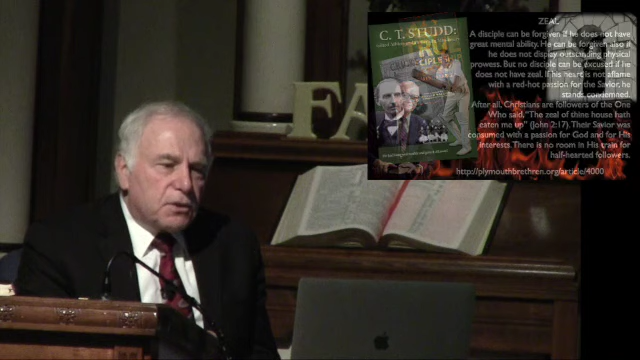 ZEAL
A disciple can be forgiven if he does not have
great mental ability. He can be forgiven also if
he does not display outstanding physical
prowess. But no disciple can be excused if he
does not have zeal. If his heart is not aflame
with a red-hot passion for the Savior, he
stands condemned.
After all, Christians are followers of the One
Who said, "The zeal of thine house hath
eaten me up" (John 2:17). Their Savior was
consumed with a passion for God and for His
interests. There is no room in His train for
half-hearted followers.
http://plymouthbrethren.org/article/4000
C. T. STUDD:
FA